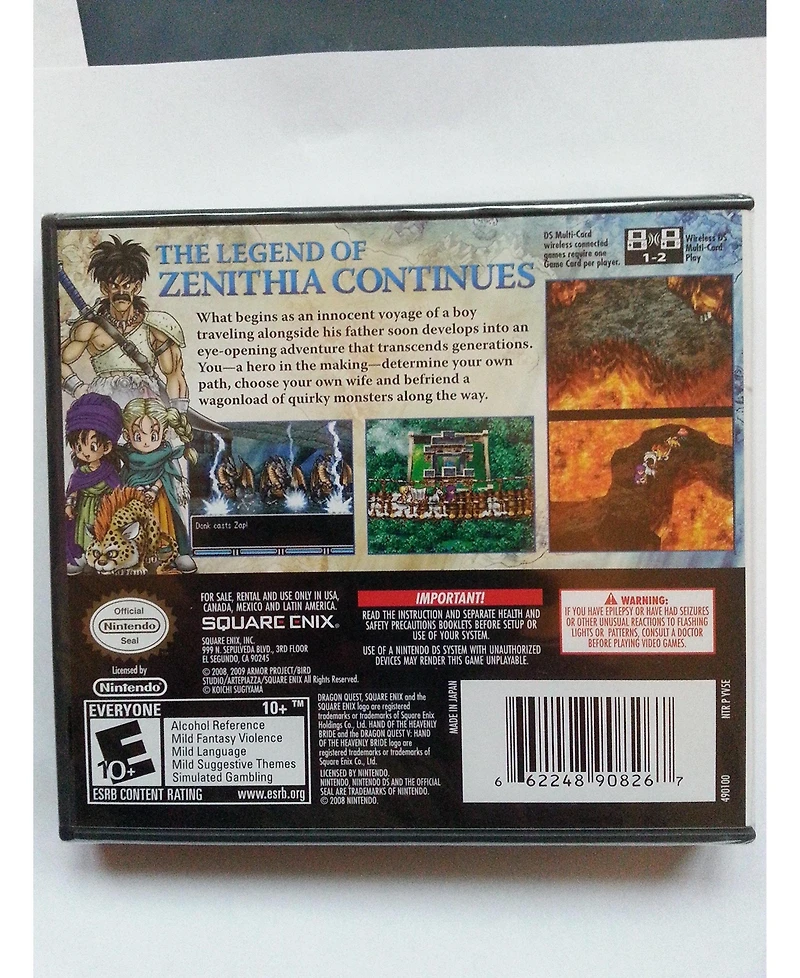 THE LEGEND OF
ZENITHIA CONTINUES
What begins as an innocent voyage of a boy
traveling alongside his father soon develops into an
eye-opening adventure that transcends generations.
You—a hero in the making—determine your own
path, choose your own wife and befriend a
wagonload of quirky monsters along the way.
DS Multi-Card
wireless connected
games require one
Game Card per player.
1-2
Wireless DS
Multi-Card
Play
Donk casts Zap!
Official
Nintendo
Seal
Licensed by
Nintendo
FOR SALE, RENTAL AND USE ONLY IN USA,
CANADA, MEXICO AND LATIN AMERICA.
SQUARE ENIX®
SQUARE ENIX, INC.
999 N. SEPULVEDA BLVD., 3RD FLOOR
EL SEGUNDO, CA 90245
© 2008, 2009 ARMOR PROJECT/BIRD
STUDIO/ARTEPIAZZA/SQUARE ENIX All Rights Reserved.
© KOICHI SUGIYAMA
IMPORTANT!
READ THE INSTRUCTION AND SEPARATE HEALTH AND
SAFETY PRECAUTIONS BOOKLETS BEFORE SETUP OR
USE OF YOUR SYSTEM.
USE OF A NINTENDO DS SYSTEM WITH UNAUTHORIZED
DEVICES MAY RENDER THIS GAME UNPLAYABLE.
WARNING:
IF YOU HAVE EPILEPSY OR HAVE HAD SEIZURES
OR OTHER UNUSUAL REACTIONS TO FLASHING
LIGHTS OR PATTERNS, CONSULT A DOCTOR
BEFORE PLAYING VIDEO GAMES.
EVERYONE 10+ ™
E
10+
Alcohol Reference
Mild Fantasy Violence
Mild Language
Mild Suggestive Themes
Simulated Gambling
ESRB CONTENT RATING www.esrb.org
DRAGON QUEST, SQUARE ENIX and the
SQUARE ENIX logo are registered
trademarks or trademarks of Square Enix
Holdings Co., Ltd. HAND OF THE HEAVENLY
BRIDE and the DRAGON QUEST V: HAND
OF THE HEAVENLY BRIDE logo are
registered trademarks or trademarks of
Square Enix Co., Ltd.
LICENSED BY NINTENDO.
NINTENDO, NINTENDO DS AND THE OFFICIAL
SEAL ARE TRADEMARKS OF NINTENDO.
© 2008 NINTENDO.
MADE IN JAPAN
6 62248 90826 7
NTR P YV5E
490100